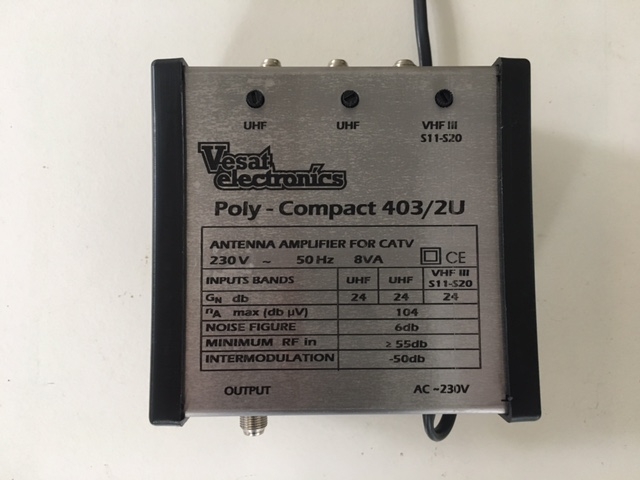 UHF UHF VHF III
S11-S20
Vesat
electronics
Poly - Compact 403/2U
ANTENNA AMPLIFIER FOR CATV
230 V ~ 50 Hz 8VA CE
INPUTS BANDS UHF UHF VHF III S11-S20
GN db 24 24 24
nA max (db µV) 104
NOISE FIGURE 6db
MINIMUM RF in ≥ 55db
INTERMODULATION -50db
OUTPUT AC ~230V